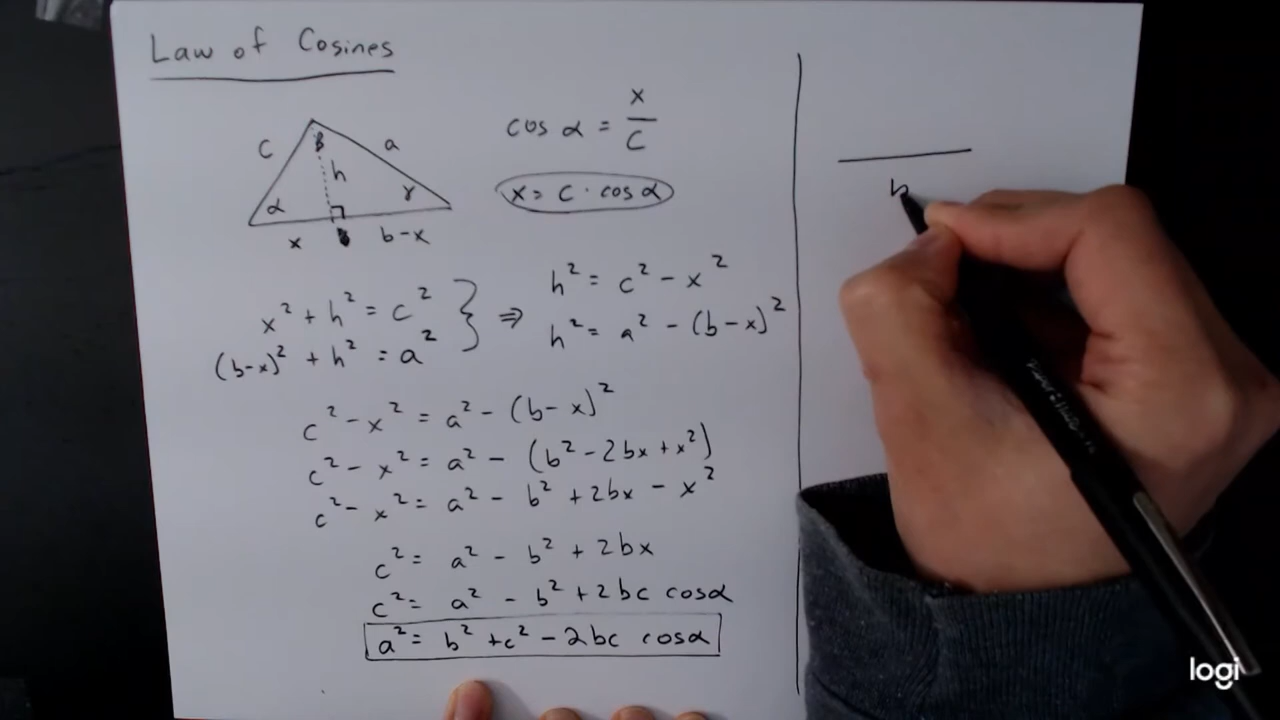 Law of Cosines
c
β
a
h
α
γ
x
b-x
cos α = x/c
x = c · cos α
x² + h² = c²
(b-x)² + h² = a²
} ⇒
h² = c² - x²
h² = a² - (b-x)²
c² - x² = a² - (b-x)²
c² - x² = a² - (b² - 2bx + x²)
c² - x² = a² - b² + 2bx - x²
c² = a² - b² + 2bx
c² = a² - b² + 2bc cosα
a² = b² + c² - 2bc cosα
b
logi